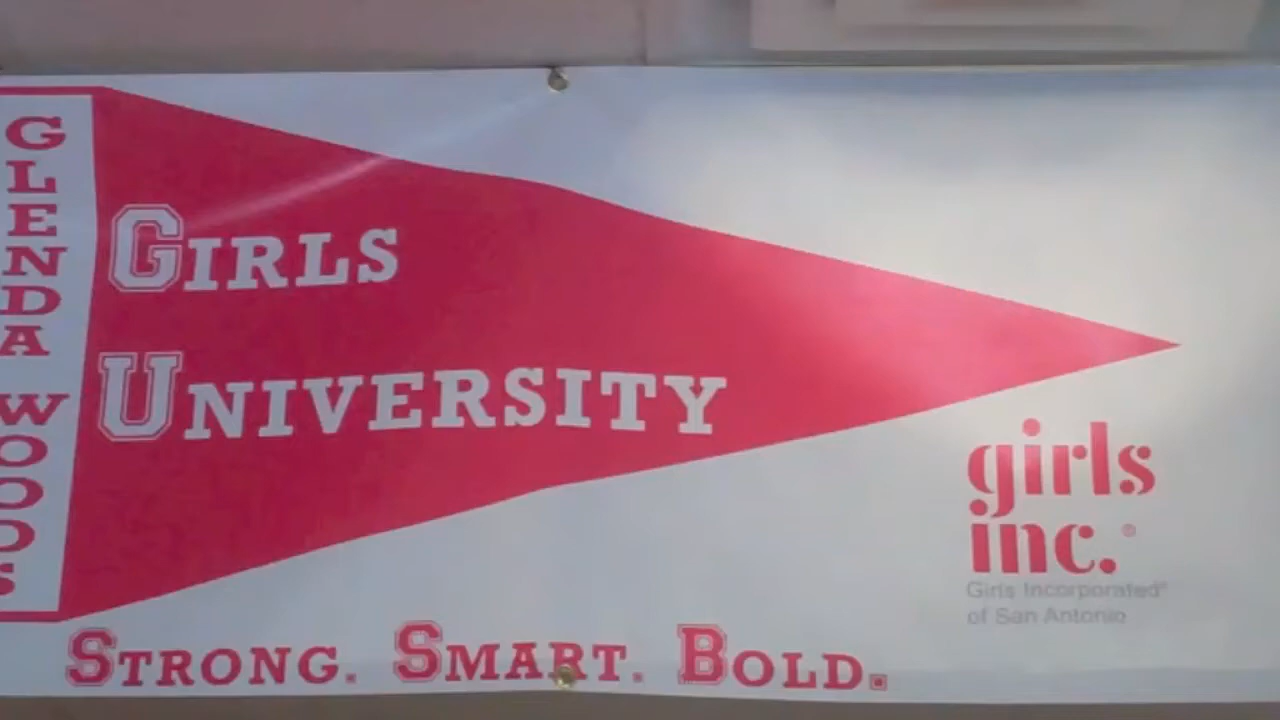 GLENDA WOODS
GIRLS
UNIVERSITY
girls
inc.®
Girls Incorporated®
of San Antonio
STRONG. SMART. BOLD.